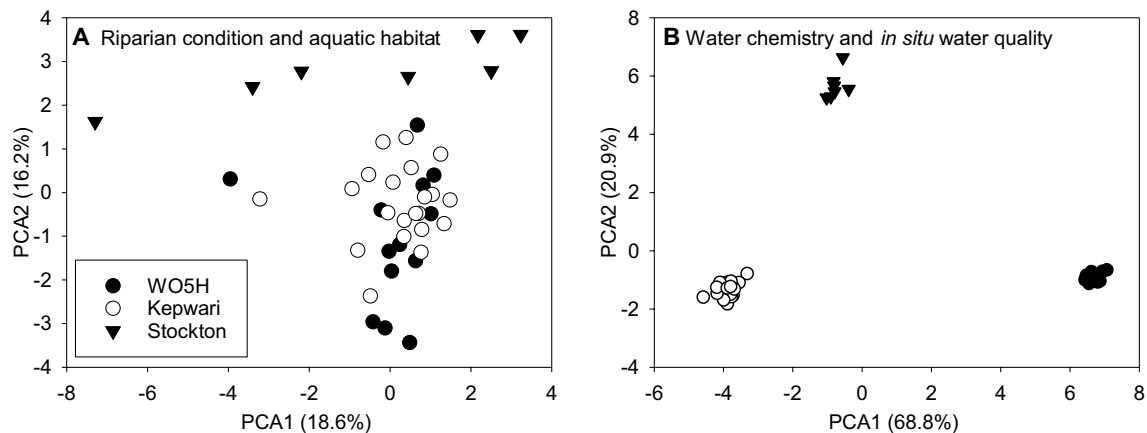 A Riparian condition and aquatic habitat
4
3
2
1
0
-1
-2
-3
-4
PCA2 (16.2%)
WO5H
Kepwari
Stockton
-8 -6 -4 -2 0 2 4
PCA1 (18.6%)
B Water chemistry and in situ water quality
8
6
4
2
0
-2
-4
PCA2 (20.9%)
-6 -4 -2 0 2 4 6 8
PCA1 (68.8%)